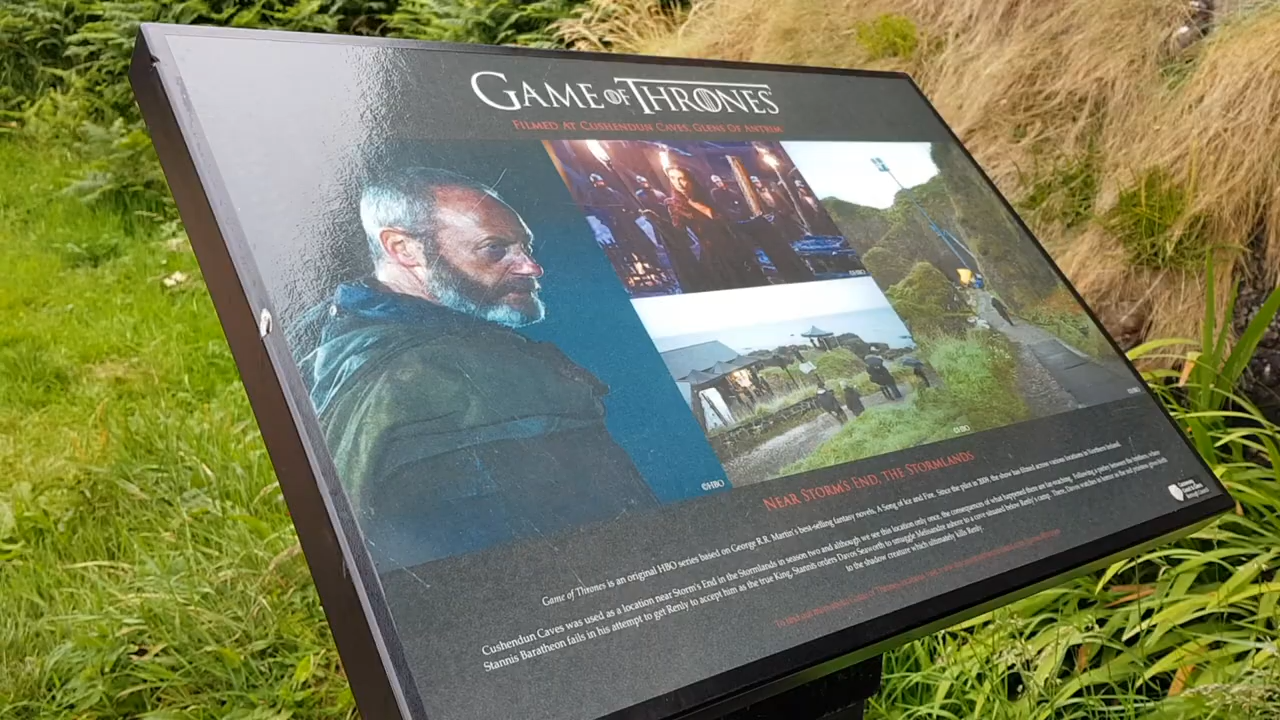 GAME OF THRONES
FILMED AT CUSHENDUN CAVES, GLENS OF ANTRIM
©HBO
©HBO
©HBO
©HBO
NEAR STORM'S END, THE STORMLANDS
Game of Thrones is an original HBO series based on George R.R. Martin's best-selling fantasy novels, A Song of Ice and Fire. Since the pilot in 2009, the show has filmed across various locations in Northern Ireland.
Cushendun Caves was used as a location near Storm's End in the Stormlands in season two and although we see this location only once, the consequences of what happened there are far-reaching. Following a parley between the brothers where
Stannis Baratheon fails in his attempt to get Renly to accept him as the true King, Stannis orders Davos Seaworth to smuggle Melisandre ashore to a cove situated below Renly's camp. There, Davos watches in horror as the red priestess gives birth
to the shadow creature which ultimately kills Renly.